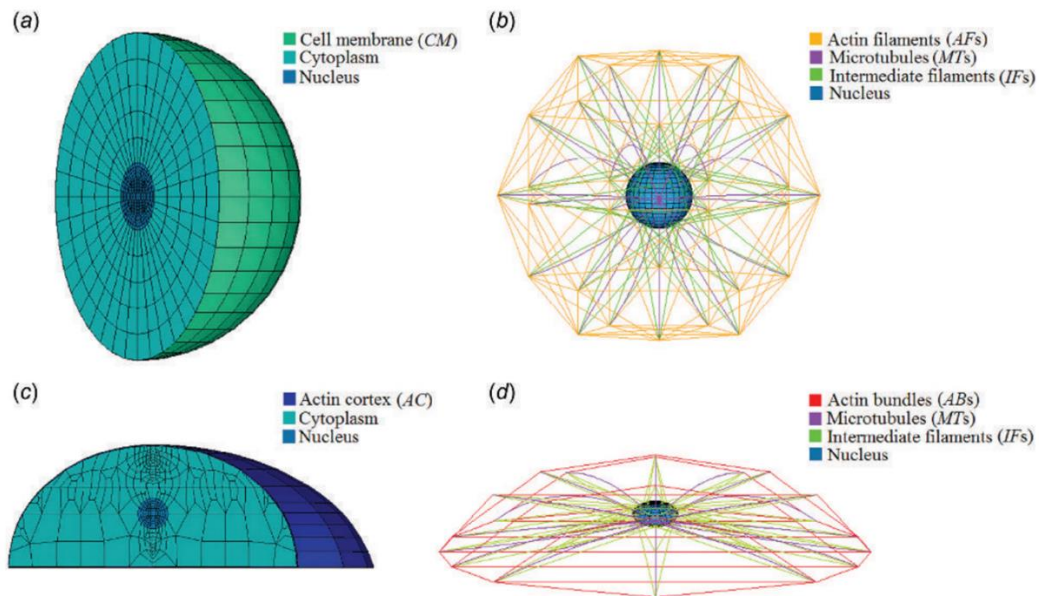 (a)
Cell membrane (CM)
Cytoplasm
Nucleus
(b)
Actin filaments (AFs)
Microtubules (MTs)
Intermediate filaments (IFs)
Nucleus
(c)
Actin cortex (AC)
Cytoplasm
Nucleus
(d)
Actin bundles (ABs)
Microtubules (MTs)
Intermediate filaments (IFs)
Nucleus